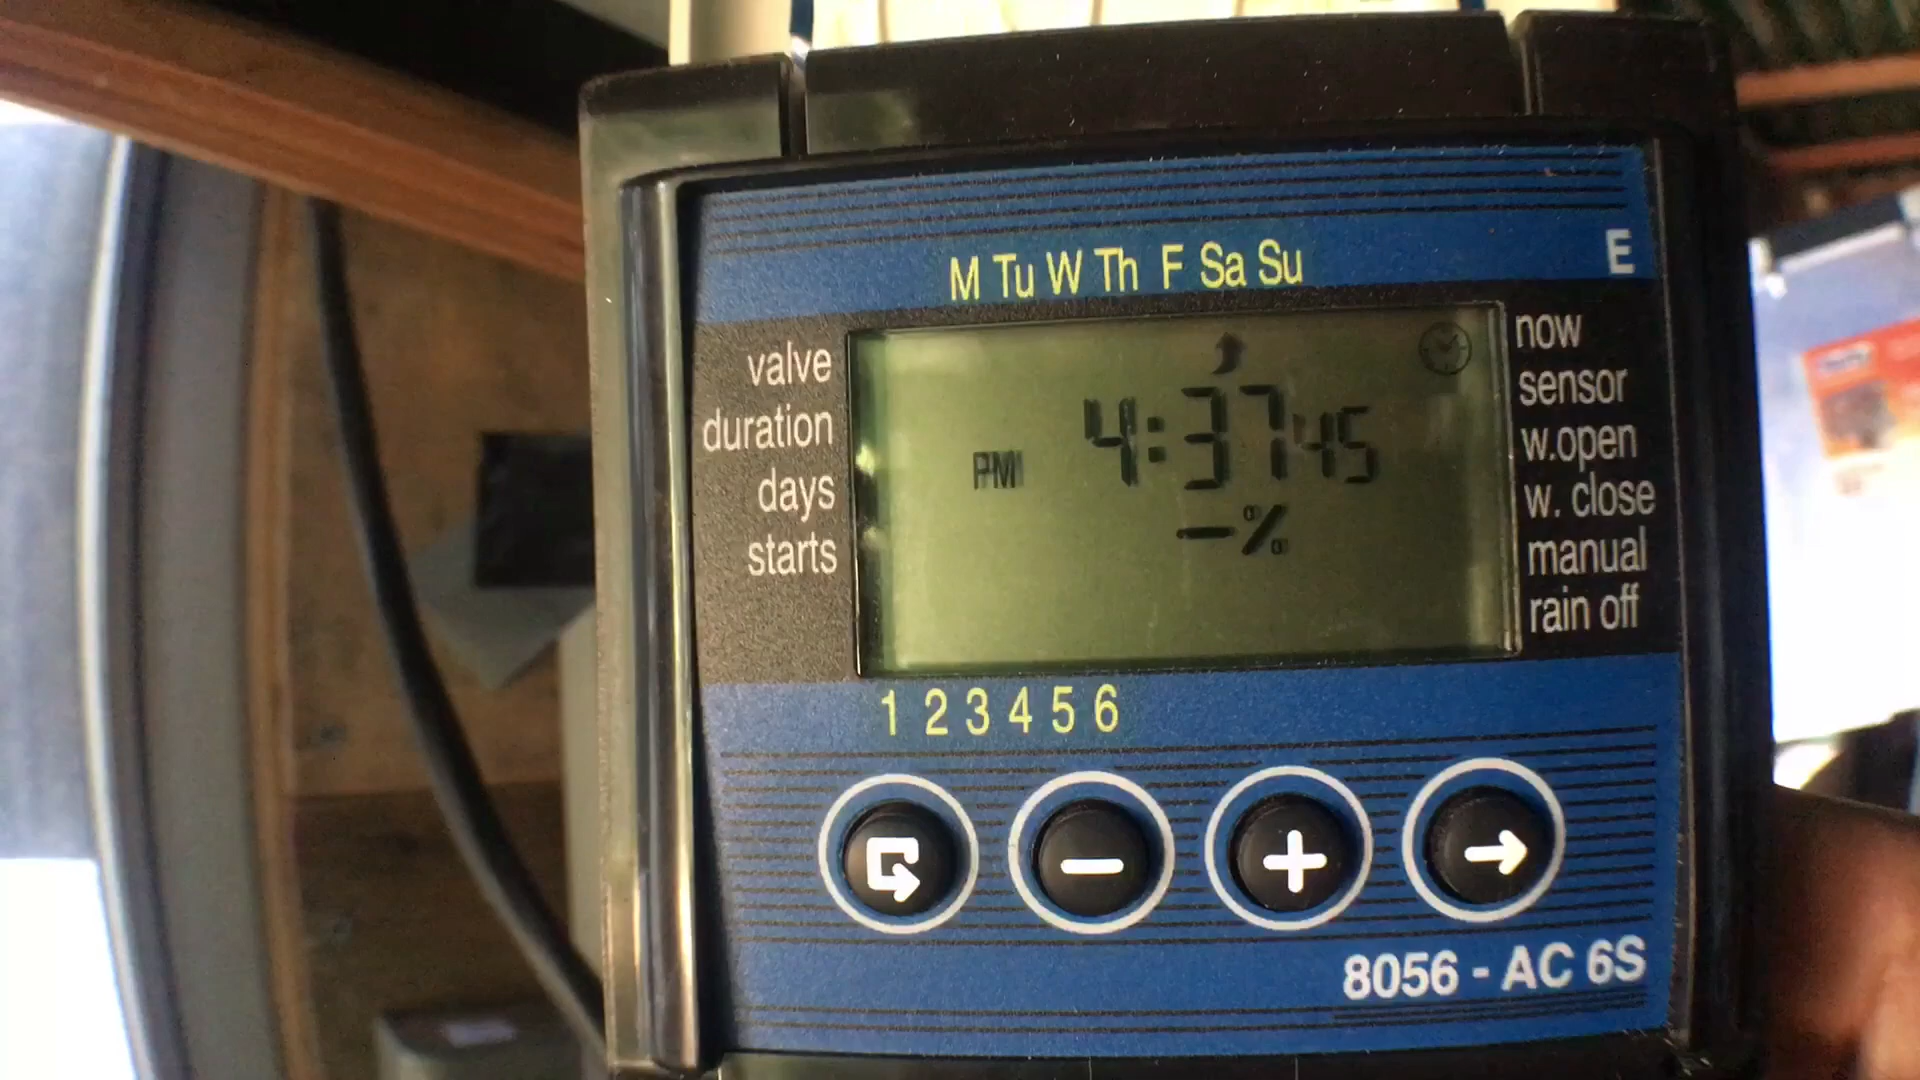 E
M Tu W Th F Sa Su
now
valve
sensor
duration
w.open
PM 4:37 45
days
w. close
-%
starts
manual
rain off
1 2 3 4 5 6
8056 - AC 6S